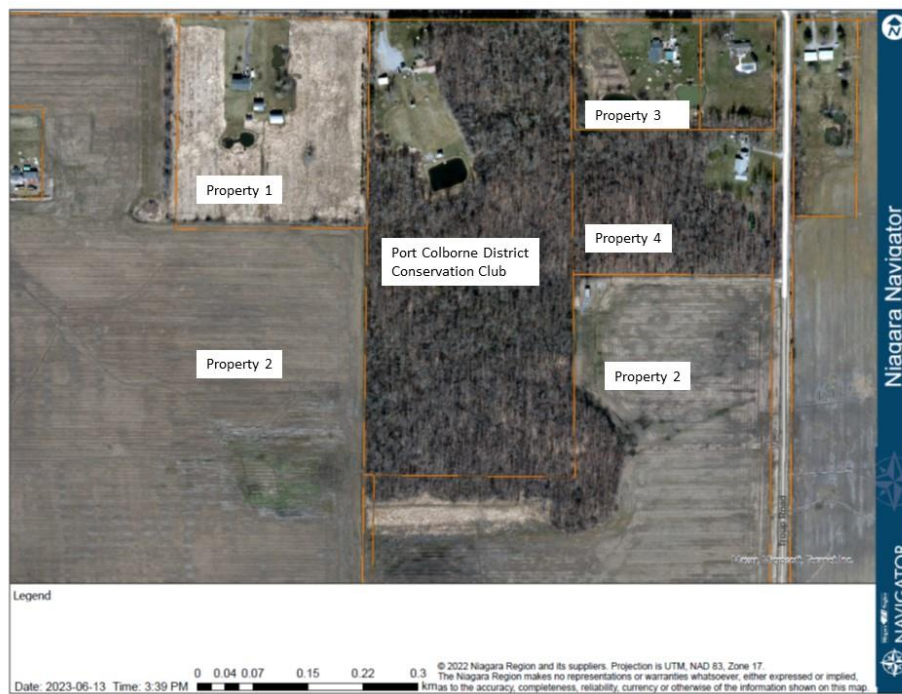 Property 1
Property 3
Property 4
Port Colborne District
Conservation Club
Property 2
Property 2
Troup Road
Niagara Navigator
NAVIGATOR
Legend
0 0.04 0.07 0.15 0.22 0.3
km
Date: 2023-06-13 Time: 3:39 PM
© 2022 Niagara Region and its suppliers. Projection is UTM, NAD 83, Zone 17.
The Niagara Region makes no representations or warranties whatsoever, either expressed or implied,
as to the accuracy, completeness, reliability, currency or otherwise of the information shown on this map.